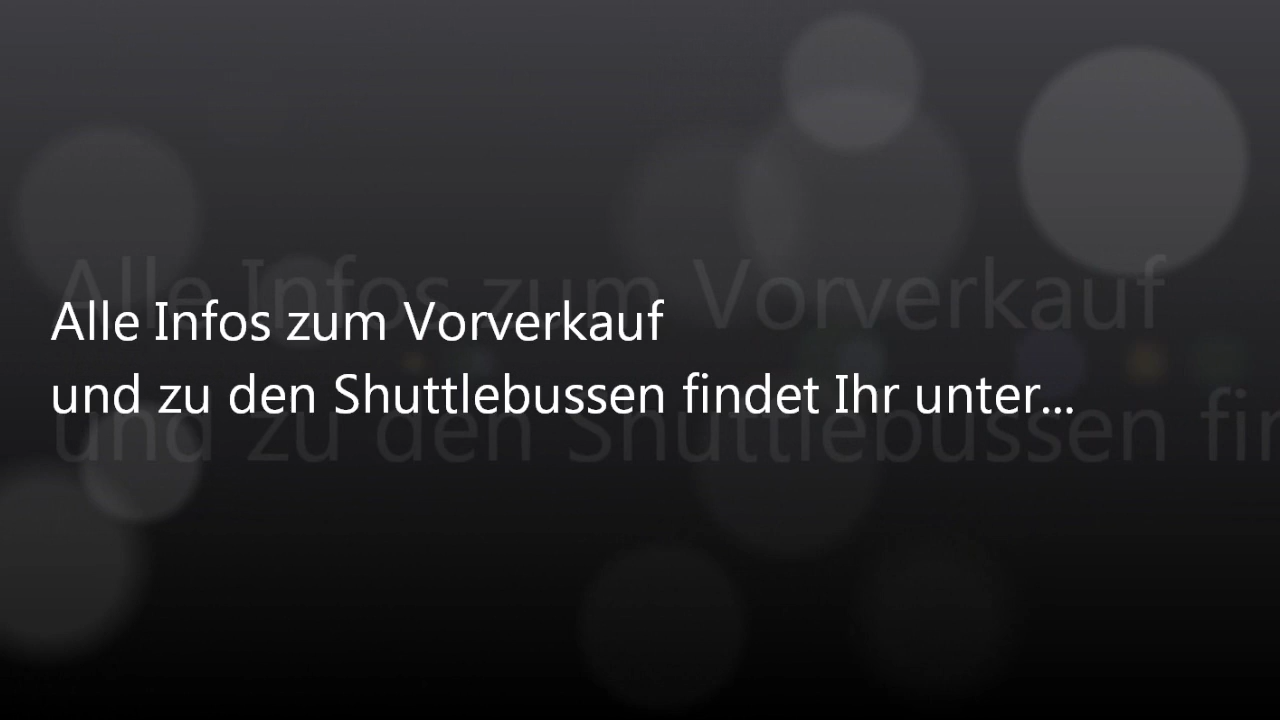 Alle Infos zum Vorverkauf
und zu den Shuttlebussen findet Ihr unter...